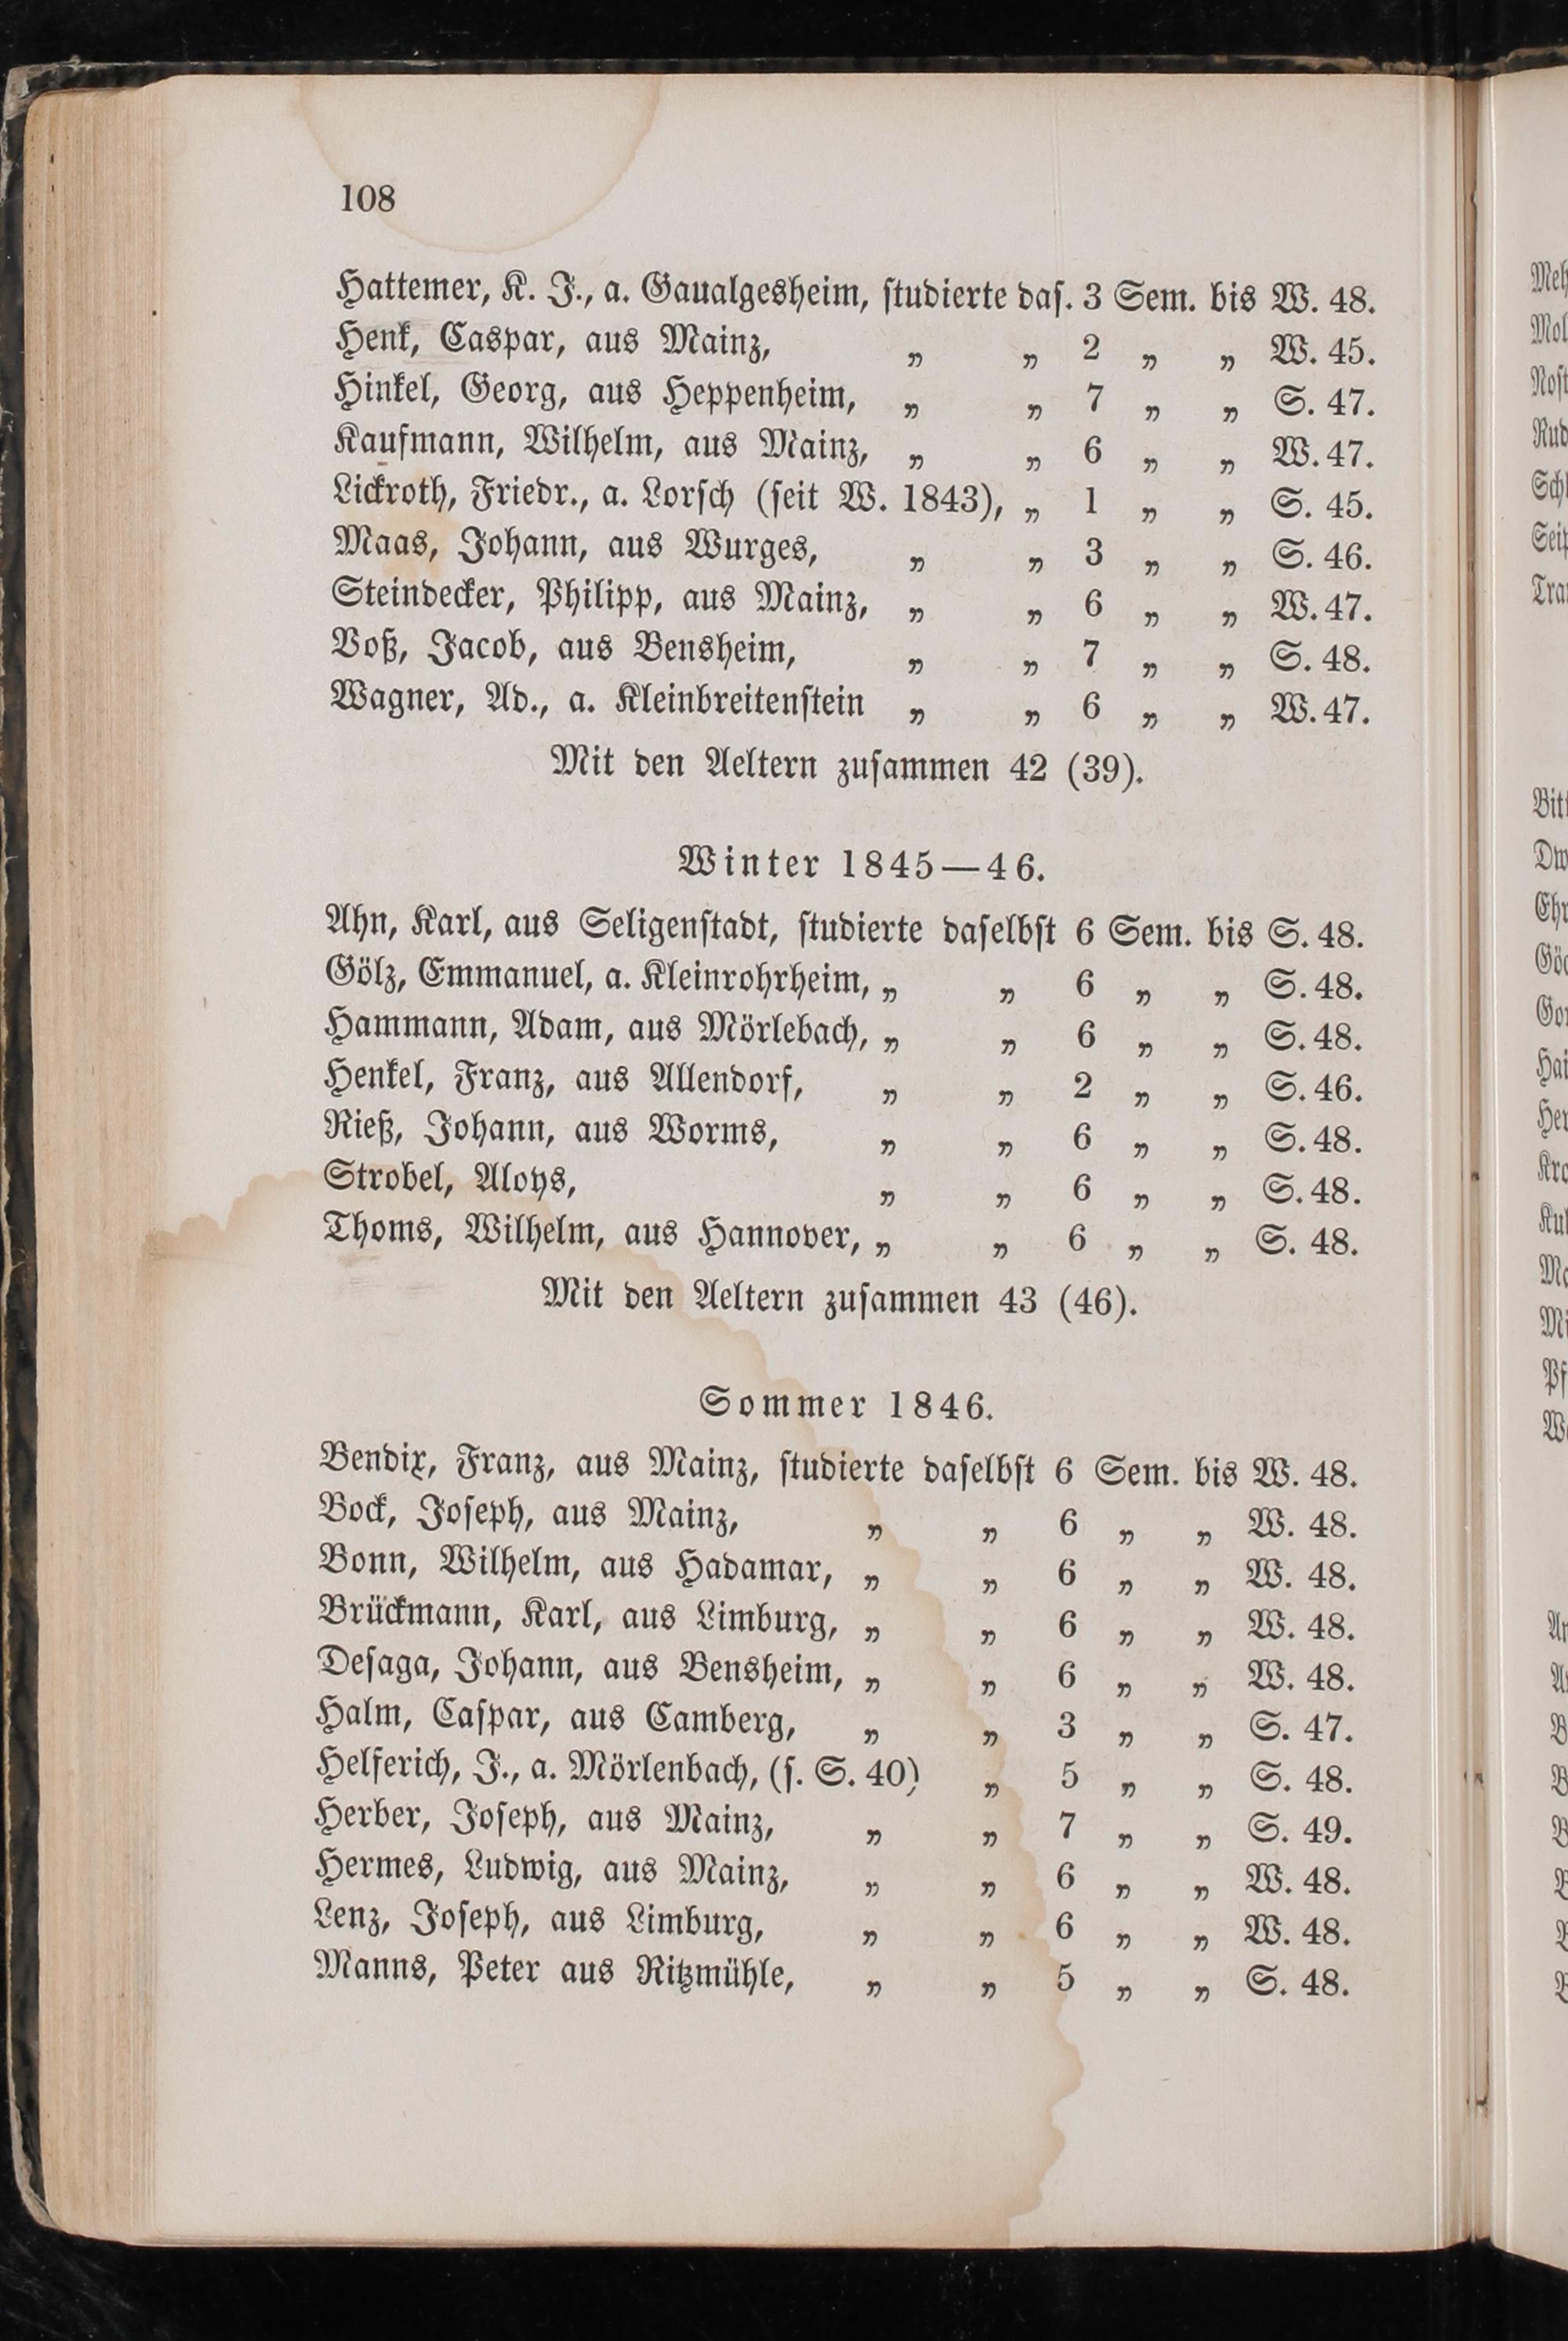 108
Hattemer, K. J., a. Gaualgesheim, ſtudierte daſ. 3 Sem. bis W. 48.
Henk, Caspar, aus Mainz, „ „ 2 „ „ W. 45.
Hinkel, Georg, aus Heppenheim, „ „ 7 „ „ S. 47.
Kaufmann, Wilhelm, aus Mainz, „ „ 6 „ „ W. 47.
Lickroth, Friedr., a. Lorſch (ſeit W. 1843), „ 1 „ „ S. 45.
Maas, Johann, aus Wurges, „ „ 3 „ „ S. 46.
Steindecker, Philipp, aus Mainz, „ „ 6 „ „ W. 47.
Voß, Jacob, aus Bensheim, „ „ 7 „ „ S. 48.
Wagner, Ad., a. Kleinbreitenſtein „ „ 6 „ „ W. 47.
Mit den Aeltern zuſammen 42 (39).
Winter 1845—46.
Ahn, Karl, aus Seligenſtadt, ſtudierte daſelbſt 6 Sem. bis S. 48.
Gölz, Emmanuel, a. Kleinrohrheim, „ „ 6 „ „ S. 48.
Hammann, Adam, aus Mörlebach, „ „ 6 „ „ S. 48.
Henkel, Franz, aus Allendorf, „ „ 2 „ „ S. 46.
Rieß, Johann, aus Worms, „ „ 6 „ „ S. 48.
Strobel, Aloys, „ „ 6 „ „ S. 48.
Thoms, Wilhelm, aus Hannover, „ „ 6 „ „ S. 48.
Mit den Aeltern zuſammen 43 (46).
Sommer 1846.
Bendix, Franz, aus Mainz, ſtudierte daſelbſt 6 Sem. bis W. 48.
Bock, Joſeph, aus Mainz, „ „ 6 „ „ W. 48.
Bonn, Wilhelm, aus Hadamar, „ „ 6 „ „ W. 48.
Brückmann, Karl, aus Limburg, „ „ 6 „ „ W. 48.
Deſaga, Johann, aus Bensheim, „ „ 6 „ „ W. 48.
Halm, Caſpar, aus Camberg, „ „ 3 „ „ S. 47.
Helferich, J., a. Mörlenbach, (ſ. S. 40) „ 5 „ „ S. 48.
Herber, Joſeph, aus Mainz, „ „ 7 „ „ S. 49.
Hermes, Ludwig, aus Mainz, „ „ 6 „ „ W. 48.
Lenz, Joſeph, aus Limburg, „ „ 6 „ „ W. 48.
Manns, Peter aus Ritzmühle, „ „ 5 „ „ S. 48.